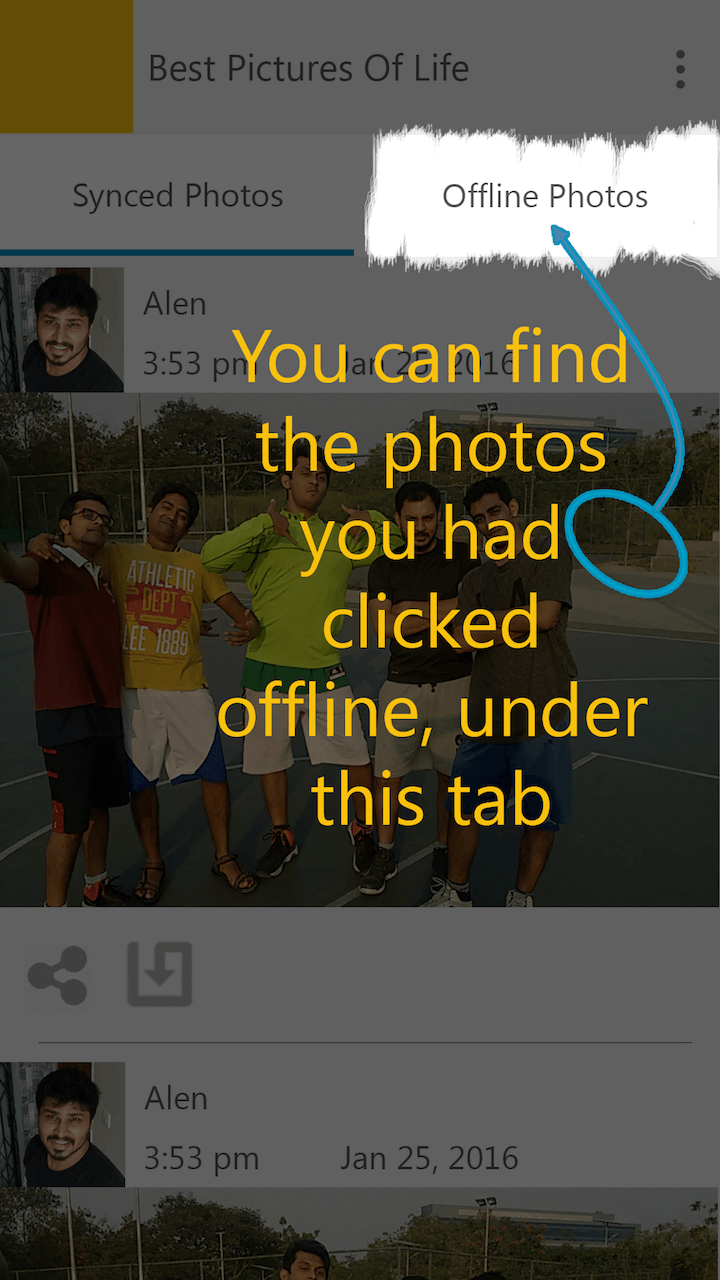 Best Pictures Of Life
Synced Photos
Offline Photos
Alen
3:53 pm Jan 25, 2016
You can find
the photos
you had
clicked
offline, under
this tab
ATHLETIC
DEPT
LEE 1889
Alen
3:53 pm Jan 25, 2016